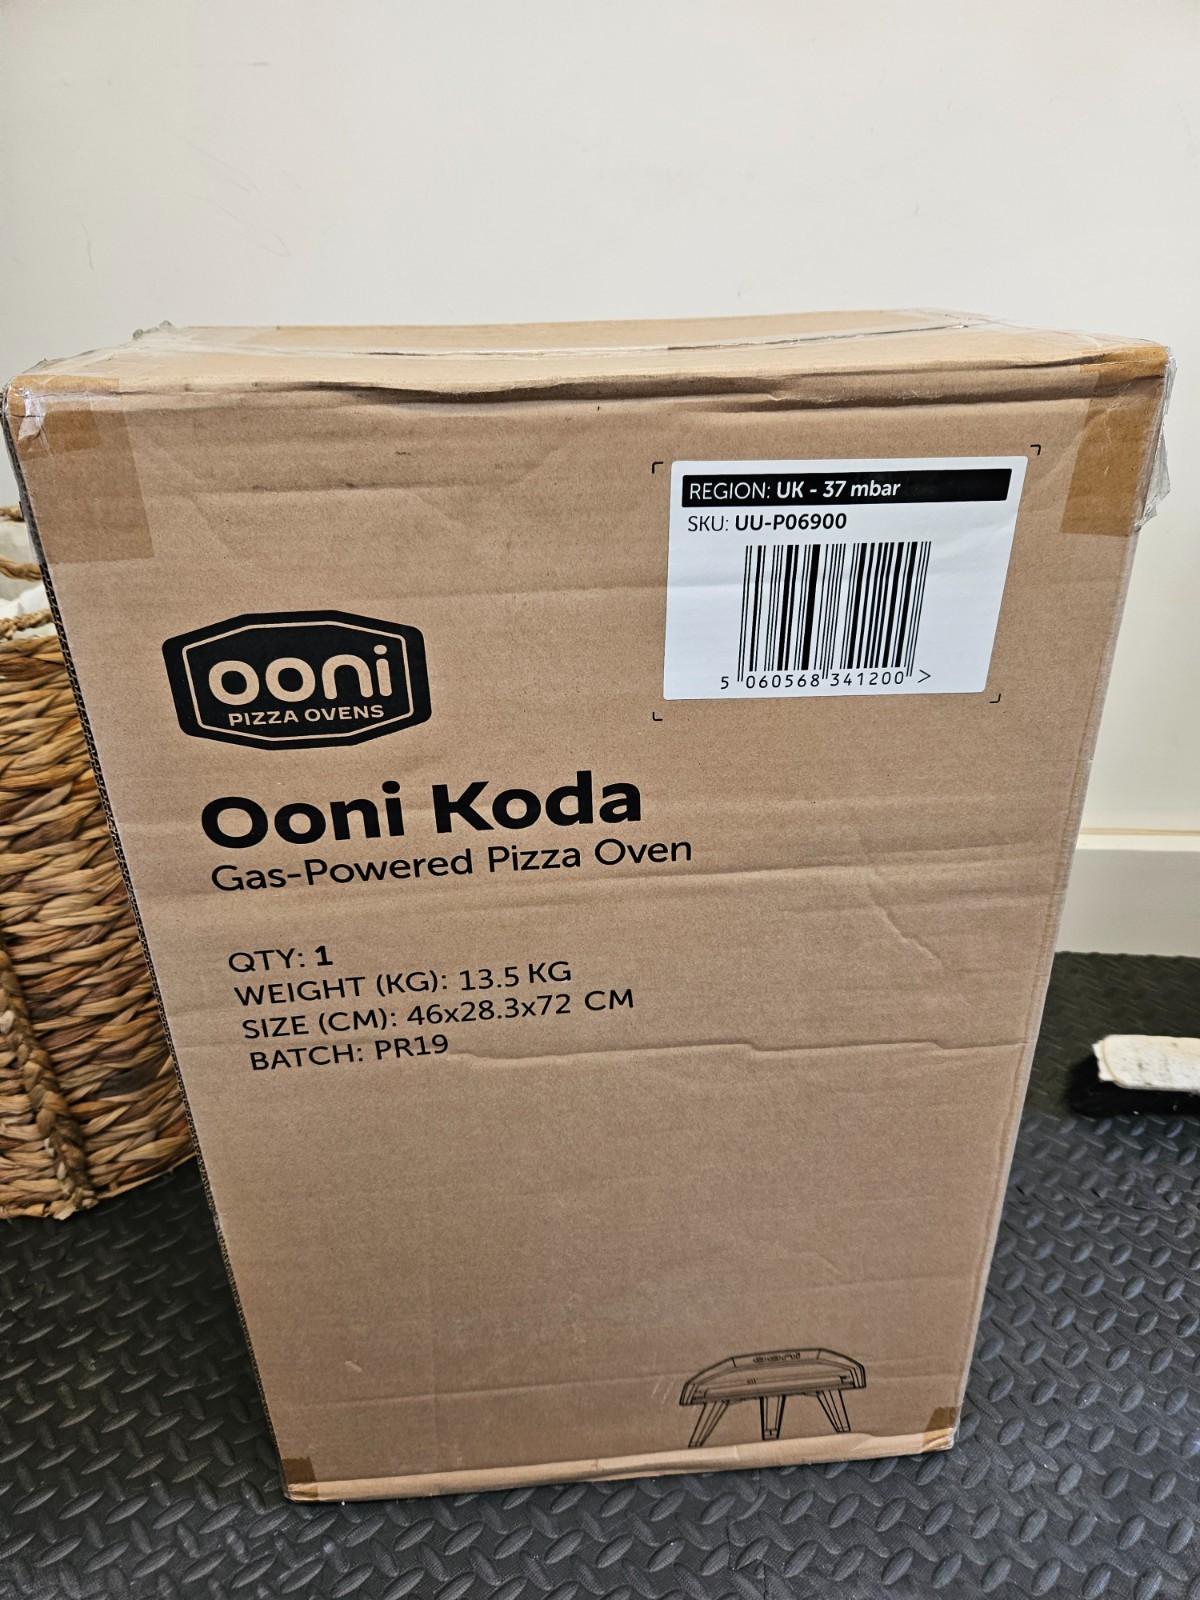 REGION: UK - 37 mbar
SKU: UU-P06900
5 060568 341200 >
ooni
PIZZA OVENS
Ooni Koda
Gas-Powered Pizza Oven
QTY: 1
WEIGHT (KG): 13.5 KG
SIZE (CM): 46x28.3x72 CM
BATCH: PR19
ooni